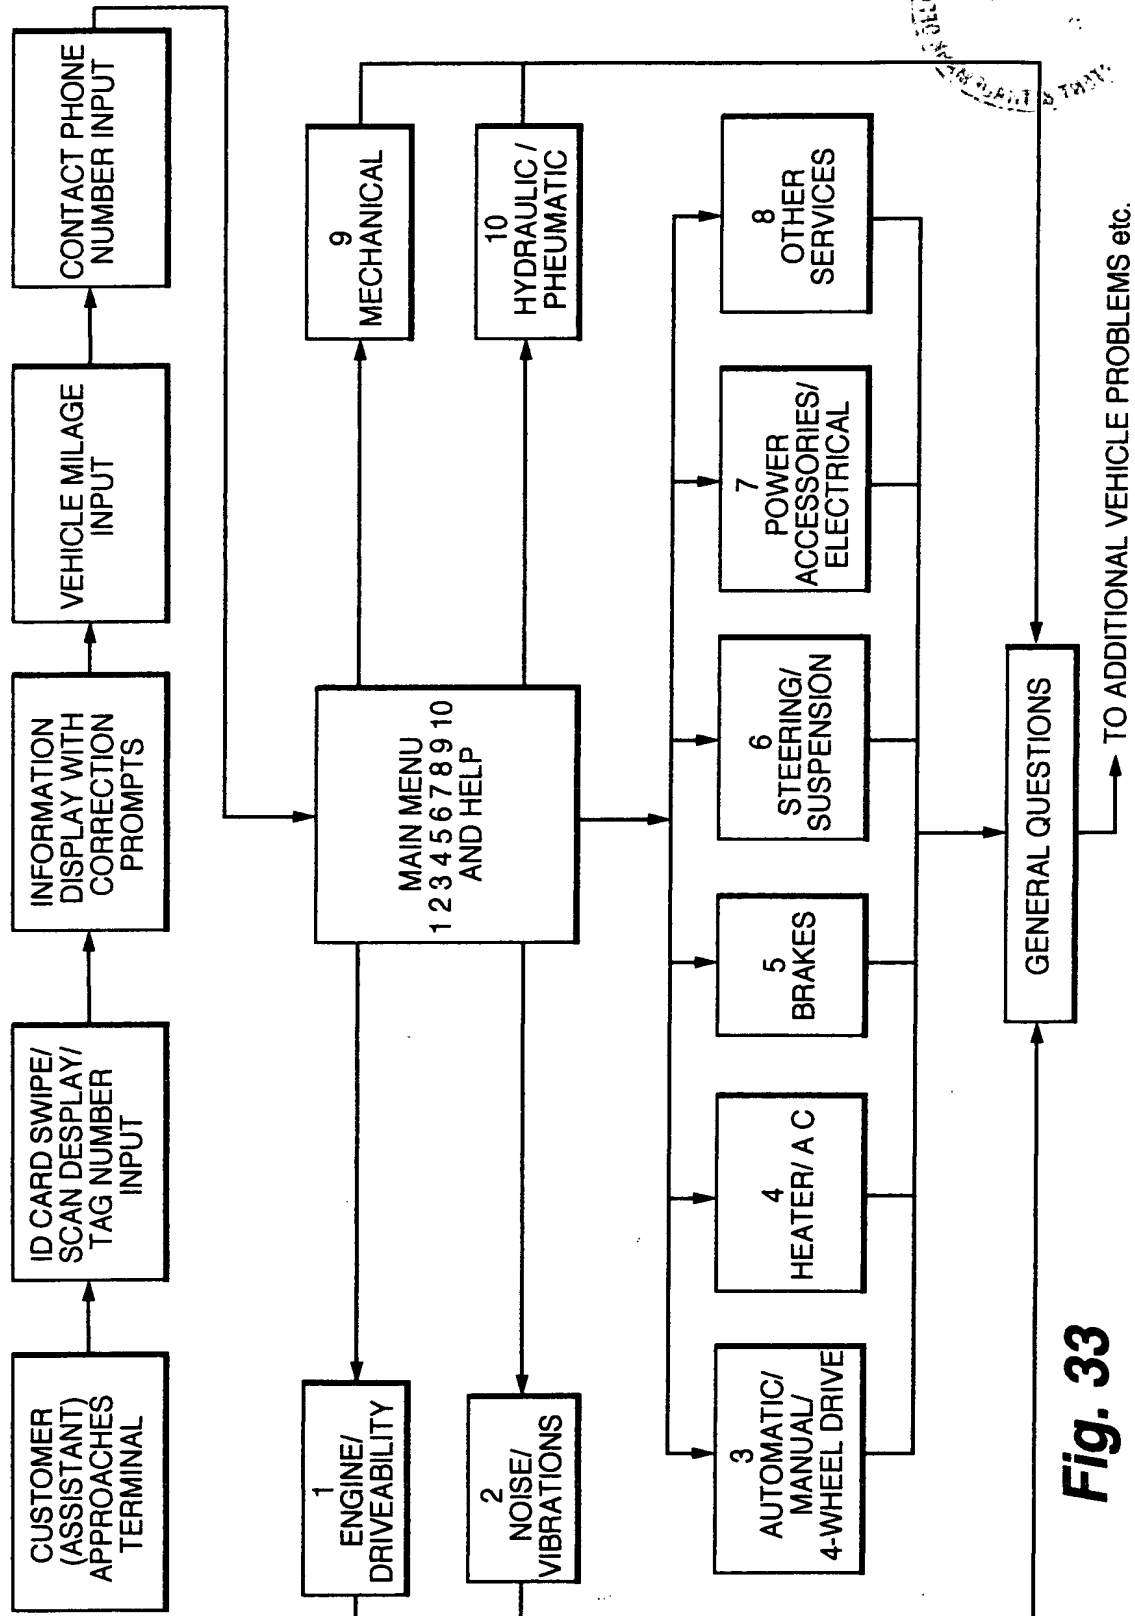 CUSTOMER
(ASSISTANT)
APPROACHES
TERMINAL
ID CARD SWIPE/
SCAN DESPLAY/
TAG NUMBER
INPUT
INFORMATION
DISPLAY WITH
CORRECTION
PROMPTS
VEHICLE MILAGE
INPUT
CONTACT PHONE
NUMBER INPUT
1
ENGINE/
DRIVEABILITY
MAIN MENU
1 2 3 4 5 6 7 8 9 10
AND HELP
9
MECHANICAL
2
NOISE/
VIBRATIONS
10
HYDRAULIC /
PHEUMATIC
3
AUTOMATIC/
MANUAL/
4-WHEEL DRIVE
4
HEATER/ A C
5
BRAKES
6
STEERING/
SUSPENSION
7
POWER
ACCESSORIES/
ELECTRICAL
8
OTHER
SERVICES
GENERAL QUESTIONS
TO ADDITIONAL VEHICLE PROBLEMS etc.
Fig. 33